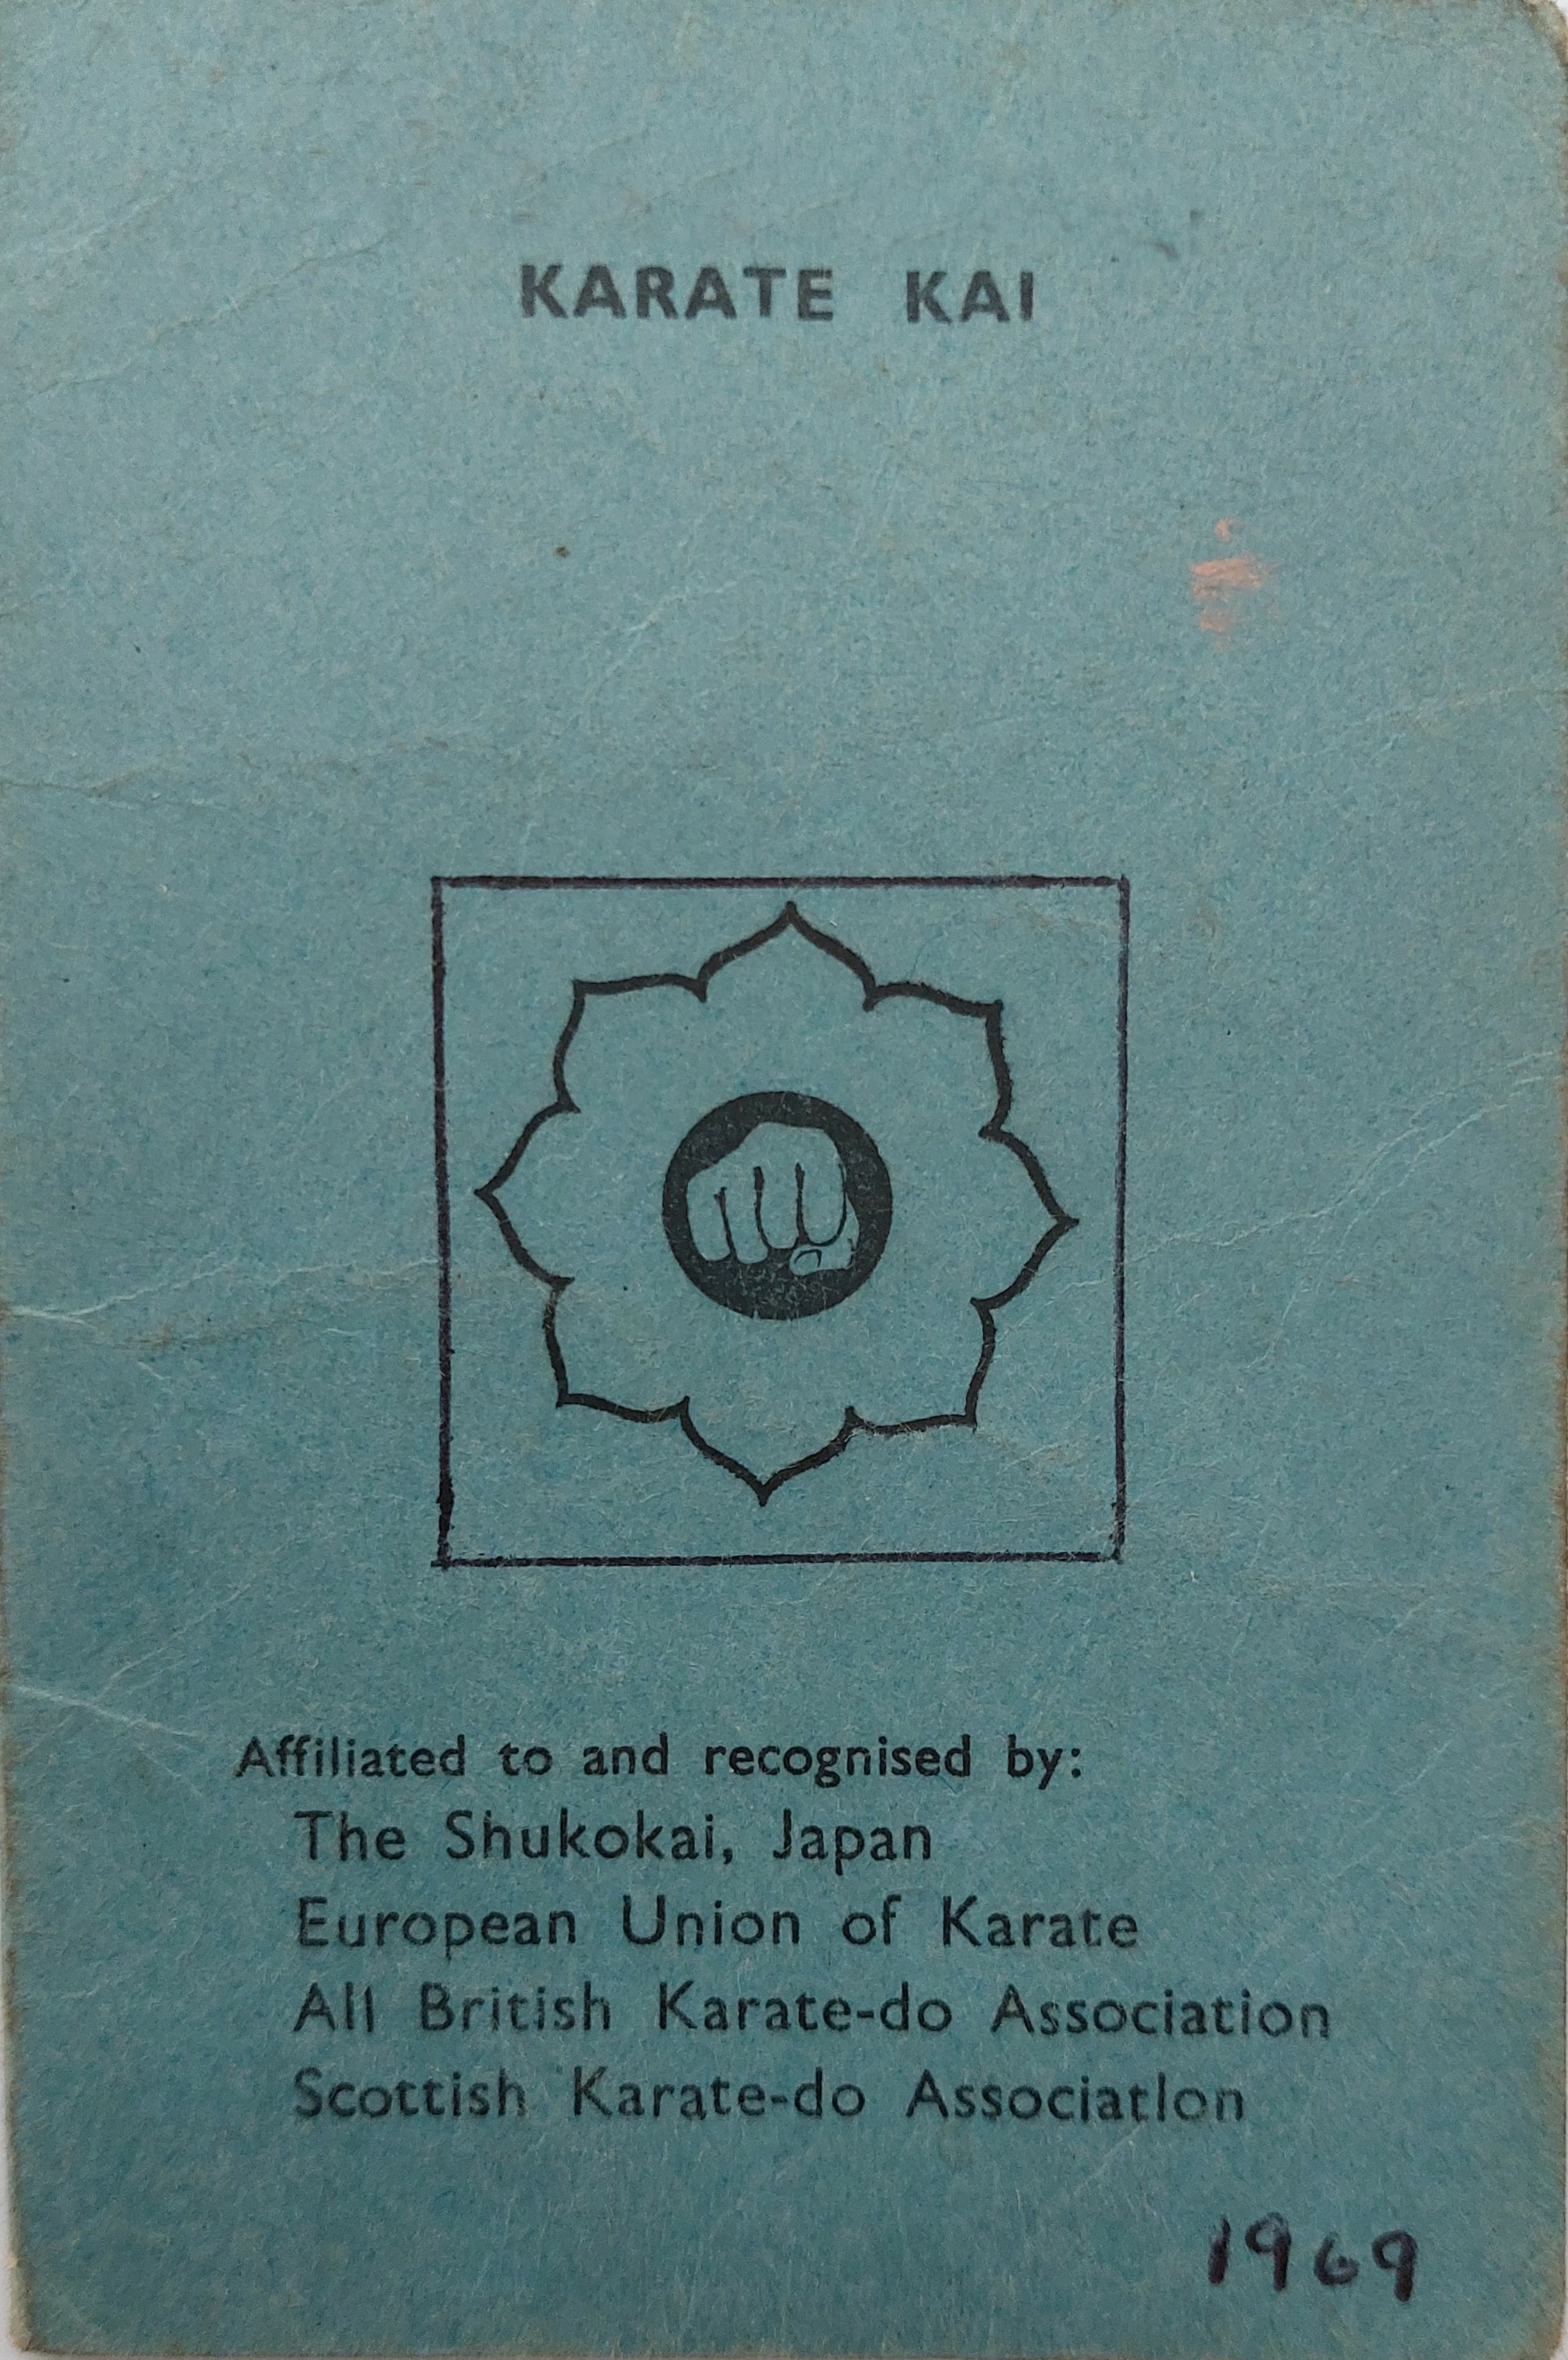 KARATE KAI
Affiliated to and recognised by:
The Shukokai, Japan
European Union of Karate
All British Karate-do Association
Scottish Karate-do Association
1969